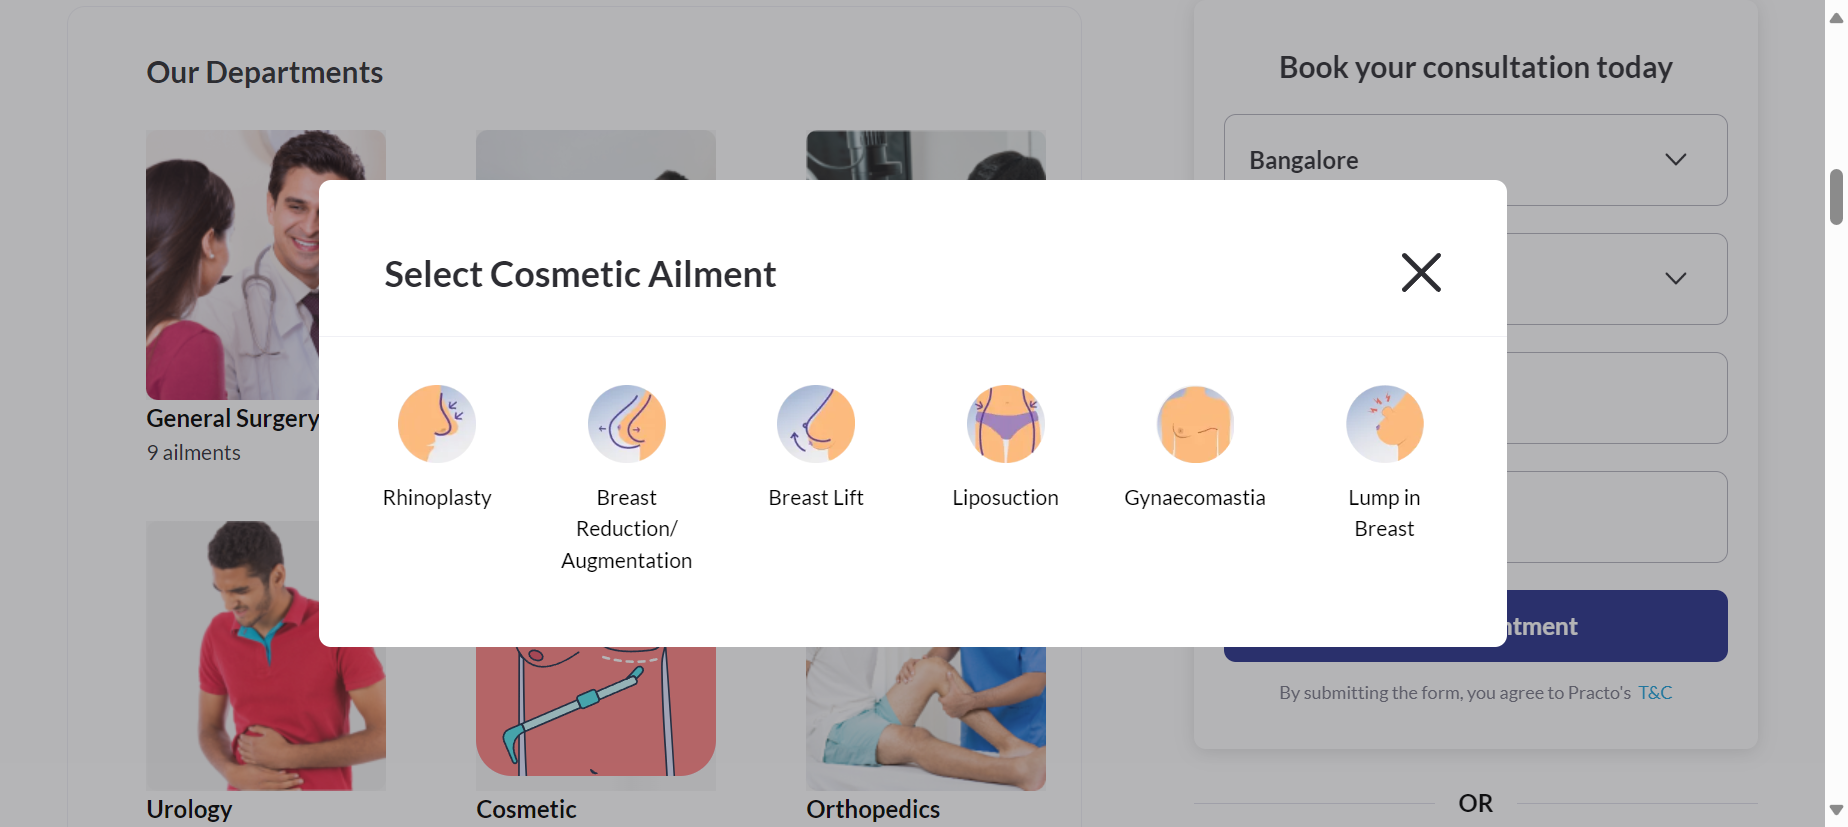 Our Departments
General Surgery
9 ailments
Urology
Cosmetic
Orthopedics
Select Cosmetic Ailment
Rhinoplasty
Breast
Reduction/
Augmentation
Breast Lift
Liposuction
Gynaecomastia
Lump in
Breast
Book your consultation today
Bangalore
ntment
By submitting the form, you agree to Practo's T&C
OR